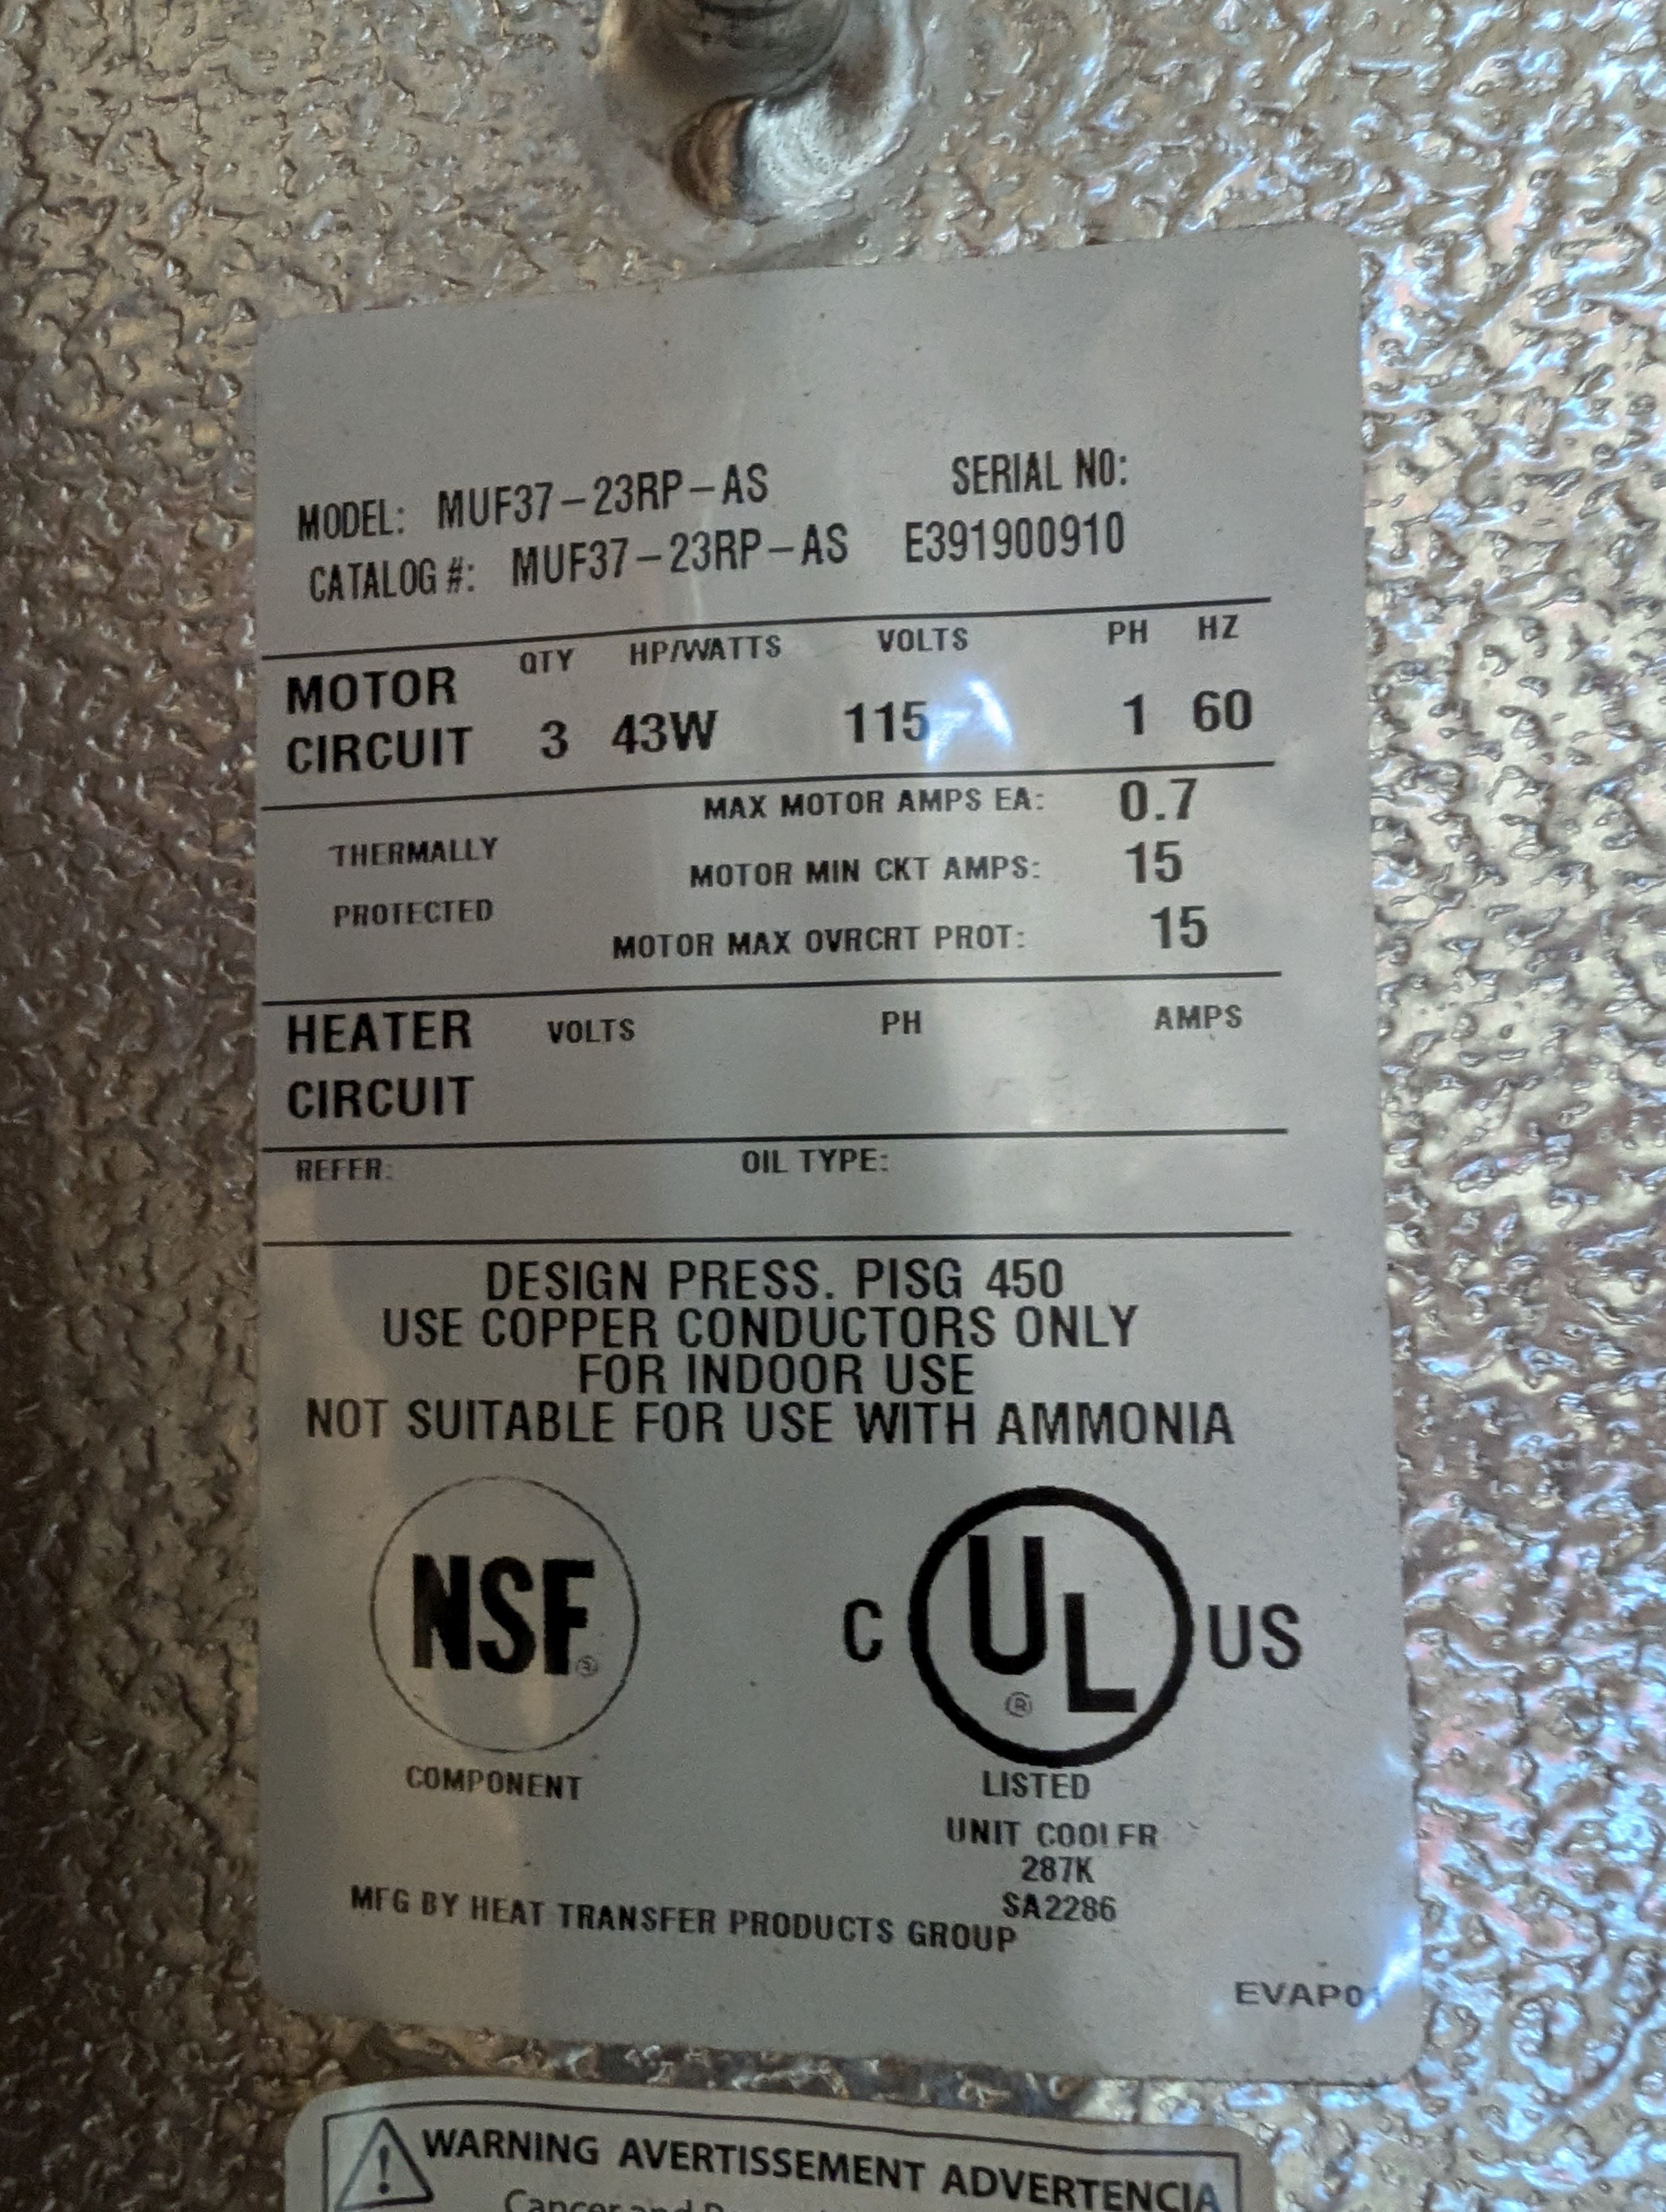 MODEL: MUF37-23RP-AS SERIAL NO:
CATALOG #: MUF37-23RP-AS E391900910
QTY HP/WATTS VOLTS PH HZ
MOTOR CIRCUIT 3 43W 115 1 60
MAX MOTOR AMPS EA: 0.7
THERMALLY PROTECTED
MOTOR MIN CKT AMPS: 15
MOTOR MAX OVRCRT PROT: 15
HEATER CIRCUIT VOLTS PH AMPS
REFER: OIL TYPE:
DESIGN PRESS. PISG 450
USE COPPER CONDUCTORS ONLY
FOR INDOOR USE
NOT SUITABLE FOR USE WITH AMMONIA
NSF®
COMPONENT
C UL® US
LISTED
UNIT COOLER
287K
SA2286
MFG BY HEAT TRANSFER PRODUCTS GROUP
EVAP01
WARNING AVERTISSEMENT ADVERTENCIA
Cancer and